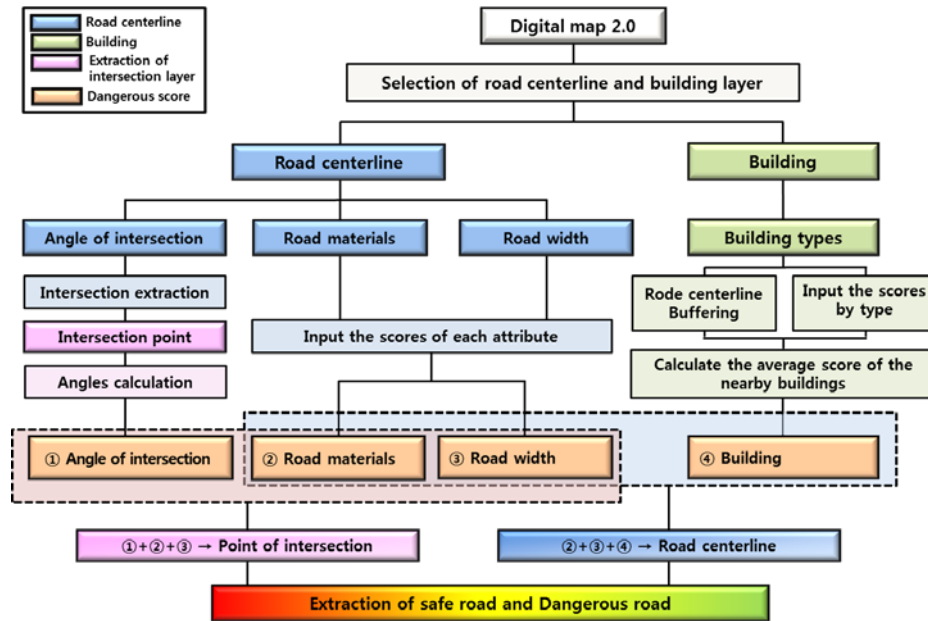 Road centerline
Building
Extraction of
intersection layer
Dangerous score
Digital map 2.0
Selection of road centerline and building layer
Road centerline
Building
Angle of intersection
Road materials
Road width
Building types
Intersection extraction
Rode centerline
Buffering
Input the scores
by type
Intersection point
Input the scores of each attribute
Angles calculation
Calculate the average score of the
nearby buildings
① Angle of intersection
② Road materials
③ Road width
④ Building
①+②+③ → Point of intersection
②+③+④ → Road centerline
Extraction of safe road and Dangerous road